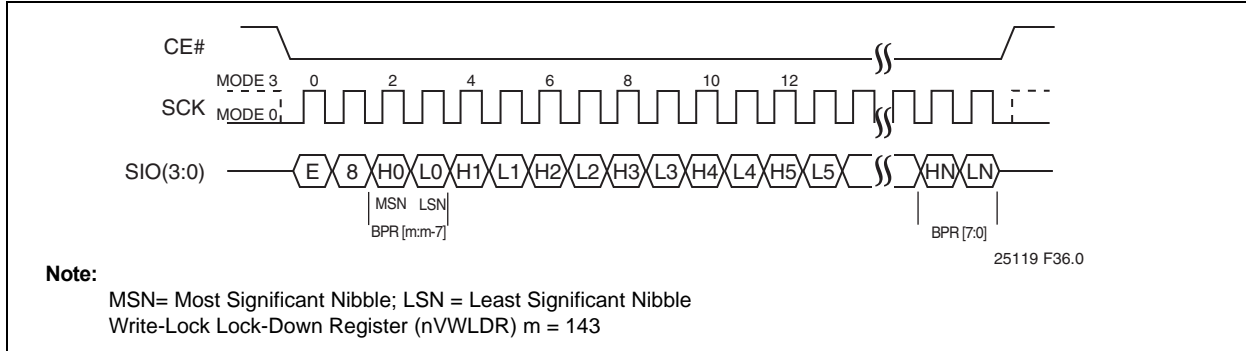 CE#
MODE 3 0 2 4 6 8 10 12
SCK MODE 0
SIO(3:0) E 8 H0 L0 H1 L1 H2 L2 H3 L3 H4 L4 H5 L5 HN LN
MSN LSN
BPR [m:m-7] BPR [7:0]
25119 F36.0
Note:
MSN= Most Significant Nibble; LSN = Least Significant Nibble
Write-Lock Lock-Down Register (nVWLDR) m = 143